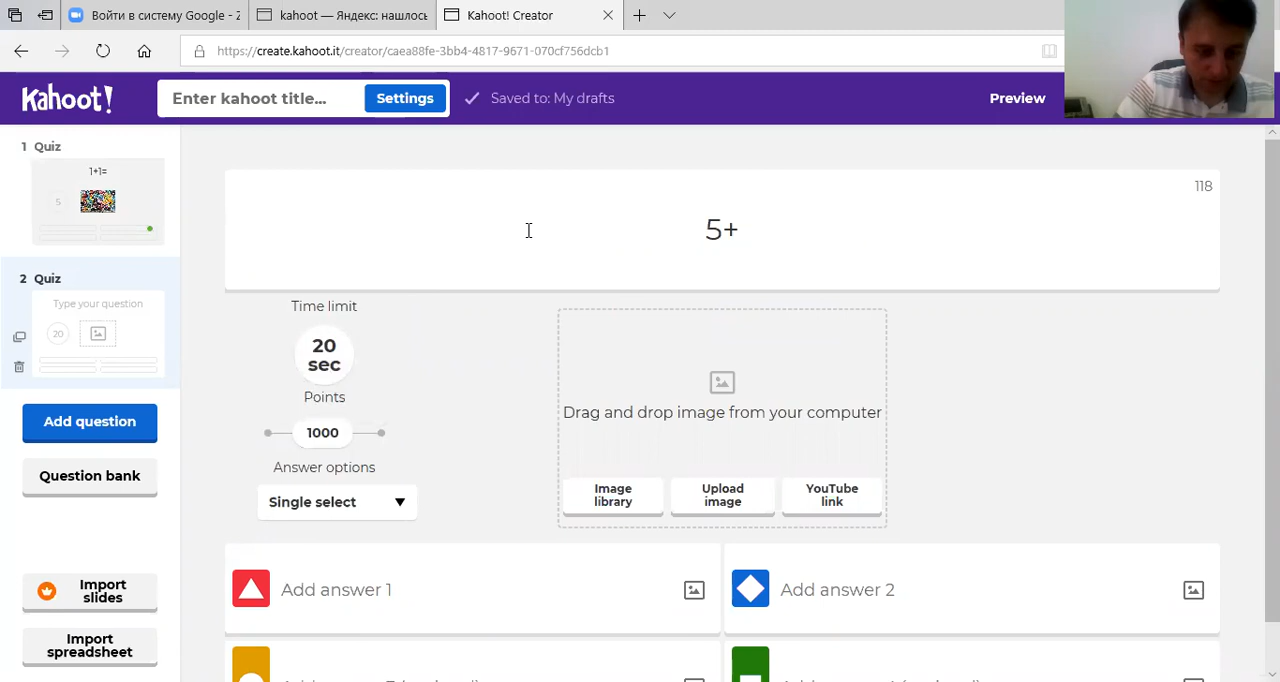 Войти в систему Google - 2
kahoot — Яндекс: нашлось
Kahoot! Creator
https://create.kahoot.it/creator/caea88fe-3bb4-4817-9671-070cf756dcb1
Kahoot!
Enter kahoot title...
Settings
Saved to: My drafts
Preview
1 Quiz
1+1=
5
2 Quiz
Type your question
20
Add question
Question bank
Import
slides
Import
spreadsheet
118
5+
Time limit
20
sec
Points
1000
Answer options
Single select
Drag and drop image from your computer
Image
library
Upload
image
YouTube
link
Add answer 1
Add answer 2